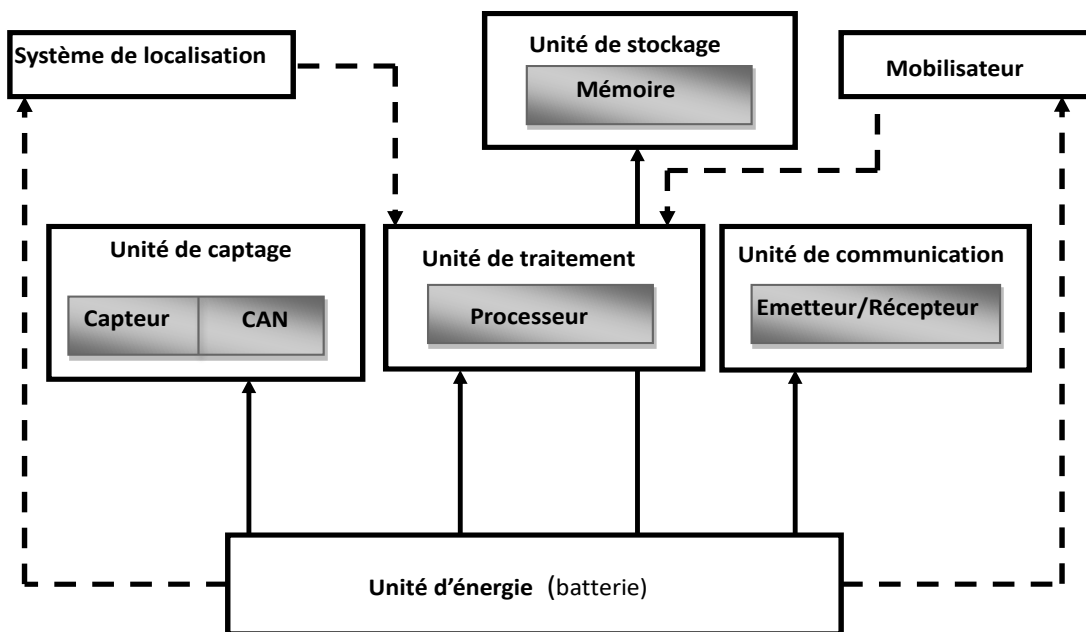 Système de localisation
Unité de stockage
Mémoire
Mobilisateur
Unité de captage
Capteur
CAN
Unité de traitement
Processeur
Unité de communication
Emetteur/Récepteur
Unité d’énergie (batterie)